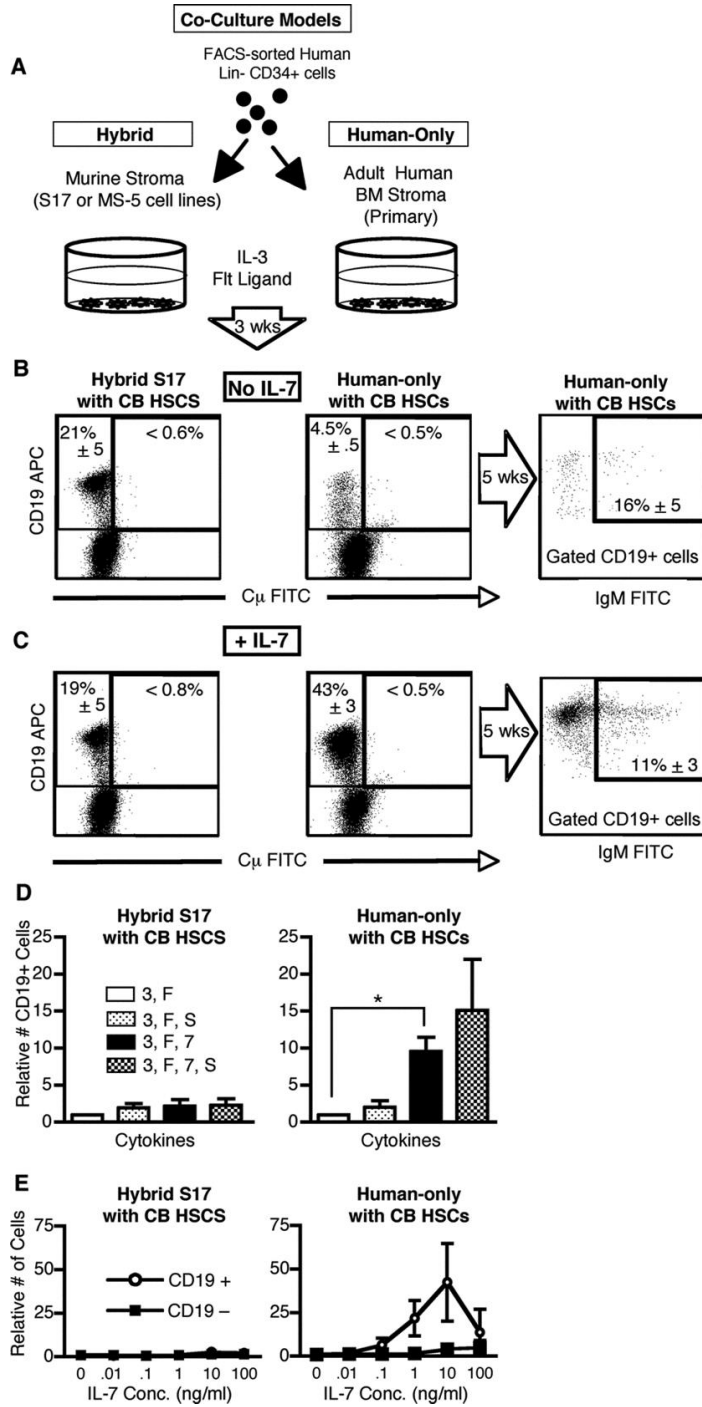 Co-Culture Models
A
FACS-sorted Human
Lin- CD34+ cells
Hybrid
Human-Only
Murine Stroma
(S17 or MS-5 cell lines)
Adult Human
BM Stroma
(Primary)
IL-3
Flt Ligand
3 wks
B
Hybrid S17
with CB HSCS
No IL-7
Human-only
with CB HSCs
Human-only
with CB HSCs
21%
± 5
< 0.6%
4.5%
± .5
< 0.5%
5 wks
16% ± 5
Gated CD19+ cells
CD19 APC
Cμ FITC
IgM FITC
C
+ IL-7
19%
± 5
< 0.8%
43%
± 3
< 0.5%
5 wks
11% ± 3
Gated CD19+ cells
CD19 APC
Cμ FITC
IgM FITC
D
Hybrid S17
with CB HSCS
Human-only
with CB HSCs
Relative # CD19+ Cells
25
20
15
10
5
0
3, F
3, F, S
3, F, 7
3, F, 7, S
Cytokines
25
20
15
10
5
0
*
Cytokines
E
Hybrid S17
with CB HSCS
Human-only
with CB HSCs
Relative # of Cells
75
50
25
0
CD19 +
CD19 –
0 .01 .1 1 10 100
IL-7 Conc. (ng/ml)
75
50
25
0
0 .01 .1 1 10 100
IL-7 Conc. (ng/ml)